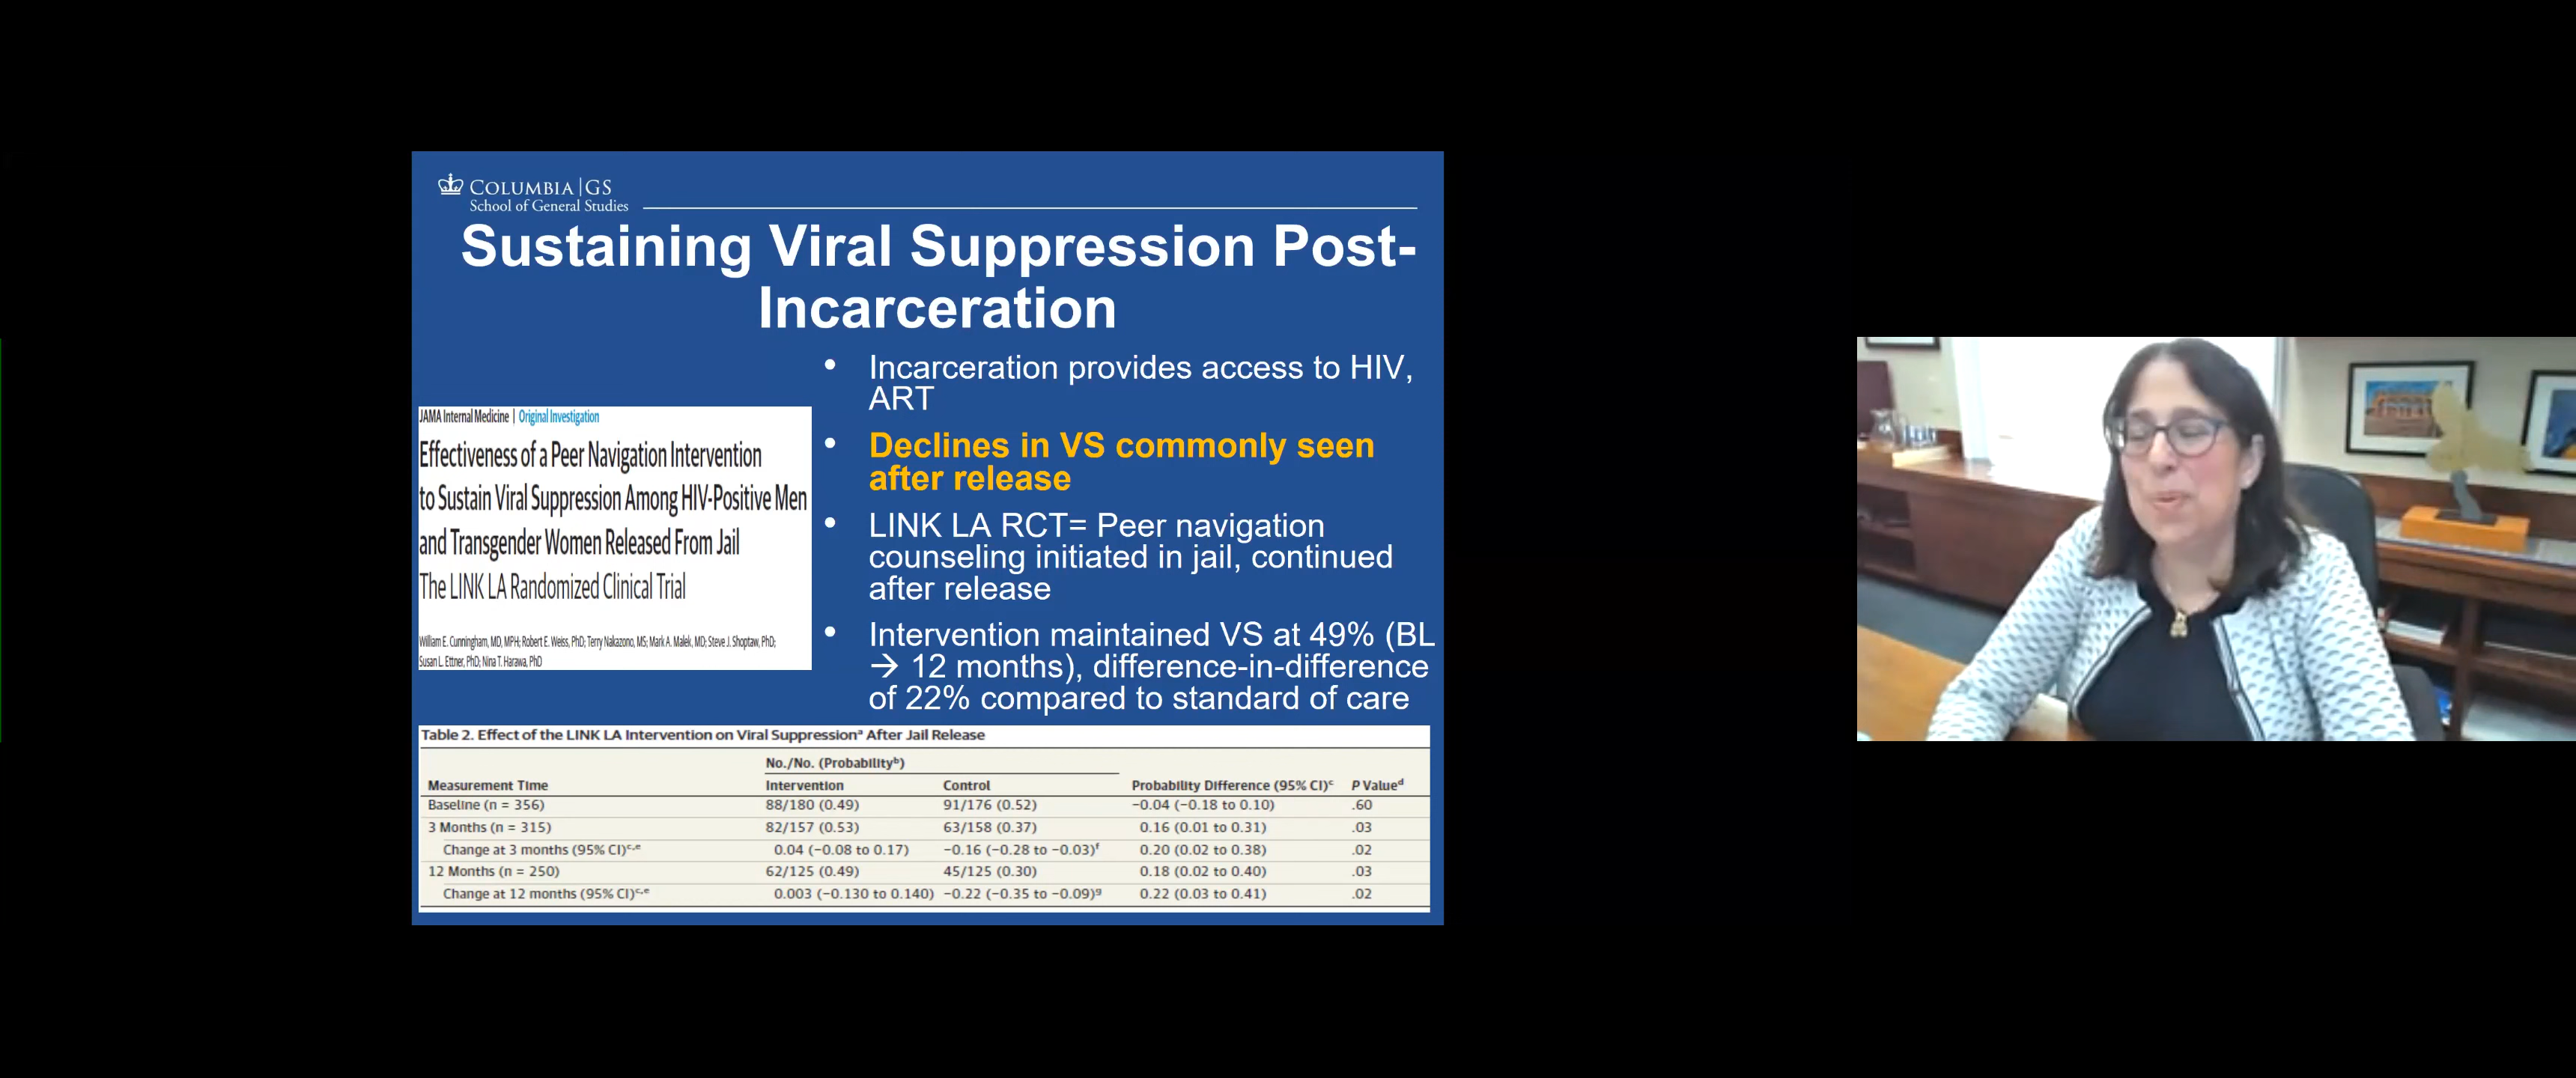 COLUMBIA | GS
School of General Studies
Sustaining Viral Suppression Post-
Incarceration
• Incarceration provides access to HIV,
ART
• Declines in VS commonly seen
after release
• LINK LA RCT= Peer navigation
counseling initiated in jail, continued
after release
• Intervention maintained VS at 49% (BL
→ 12 months), difference-in-difference
of 22% compared to standard of care
JAMA Internal Medicine | Original Investigation
Effectiveness of a Peer Navigation Intervention
to Sustain Viral Suppression Among HIV-Positive Men
and Transgender Women Released From Jail
The LINK LA Randomized Clinical Trial
William E. Cunningham, MD, MPH; Robert E. Weiss, PhD; Terry Nakazono, MS; Mark A. Malek, MD; Steve J. Shoptaw, PhD;
Susan L. Ettner, PhD; Nina T. Harawa, PhD
Table 2. Effect of the LINK LA Intervention on Viral Suppressionᵃ After Jail Release
No./No. (Probabilityᵇ)
Measurement Time Intervention Control Probability Difference (95% CI)ᶜ P Valueᵈ
Baseline (n = 356) 88/180 (0.49) 91/176 (0.52) −0.04 (−0.18 to 0.10) .60
3 Months (n = 315) 82/157 (0.53) 63/158 (0.37) 0.16 (0.01 to 0.31) .03
Change at 3 months (95% CI)ᶜ,ᵉ 0.04 (−0.08 to 0.17) −0.16 (−0.28 to −0.03)ᶠ 0.20 (0.02 to 0.38) .02
12 Months (n = 250) 62/125 (0.49) 45/125 (0.30) 0.18 (0.02 to 0.40) .03
Change at 12 months (95% CI)ᶜ,ᵉ 0.003 (−0.130 to 0.140) −0.22 (−0.35 to −0.09)ᵍ 0.22 (0.03 to 0.41) .02